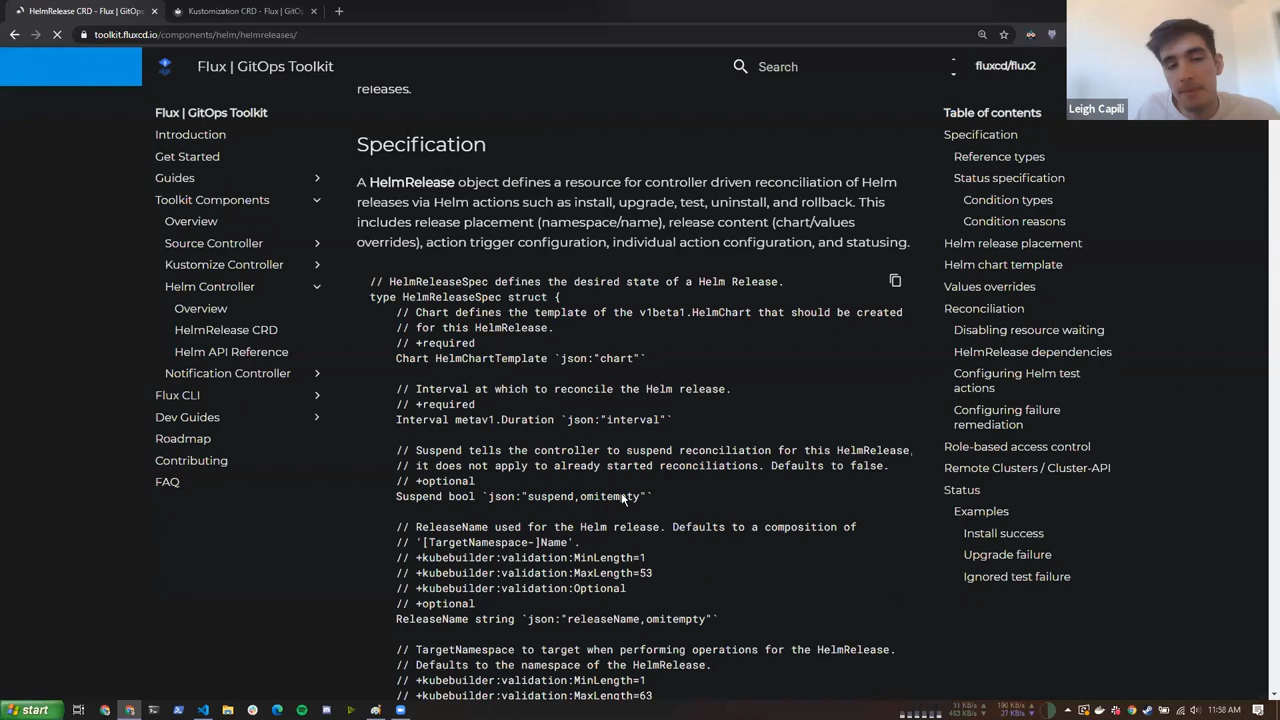 HelmRelease CRD - Flux | GitOps
Kustomization CRD - Flux | GitOps
toolkit.fluxcd.io/components/helm/helmreleases/
Flux | GitOps Toolkit
Search
fluxcd/flux2
Leigh Capili
Flux | GitOps Toolkit
Introduction
Get Started
Guides
Toolkit Components
Overview
Source Controller
Kustomize Controller
Helm Controller
Overview
HelmRelease CRD
Helm API Reference
Notification Controller
Flux CLI
Dev Guides
Roadmap
Contributing
FAQ
releases.
Specification
A HelmRelease object defines a resource for controller driven reconciliation of Helm
releases via Helm actions such as install, upgrade, test, uninstall, and rollback. This
includes release placement (namespace/name), release content (chart/values
overrides), action trigger configuration, individual action configuration, and statusing.
// HelmReleaseSpec defines the desired state of a Helm Release.
type HelmReleaseSpec struct {
// Chart defines the template of the v1beta1.HelmChart that should be created
// for this HelmRelease.
// +required
Chart HelmChartTemplate `json:"chart"`
// Interval at which to reconcile the Helm release.
// +required
Interval metav1.Duration `json:"interval"`
// Suspend tells the controller to suspend reconciliation for this HelmRelease,
// it does not apply to already started reconciliations. Defaults to false.
// +optional
Suspend bool `json:"suspend,omitempty"`
// ReleaseName used for the Helm release. Defaults to a composition of
// '[TargetNamespace-]Name'.
// +kubebuilder:validation:MinLength=1
// +kubebuilder:validation:MaxLength=53
// +kubebuilder:validation:Optional
// +optional
ReleaseName string `json:"releaseName,omitempty"`
// TargetNamespace to target when performing operations for the HelmRelease.
// Defaults to the namespace of the HelmRelease.
// +kubebuilder:validation:MinLength=1
// +kubebuilder:validation:MaxLength=63
Table of contents
Specification
Reference types
Status specification
Condition types
Condition reasons
Helm release placement
Helm chart template
Values overrides
Reconciliation
Disabling resource waiting
HelmRelease dependencies
Configuring Helm test
actions
Configuring failure
remediation
Role-based access control
Remote Clusters / Cluster-API
Status
Examples
Install success
Upgrade failure
Ignored test failure
start
11 KB/s
463 KB/s
190 KB/s
27 KB/s
11:58 AM